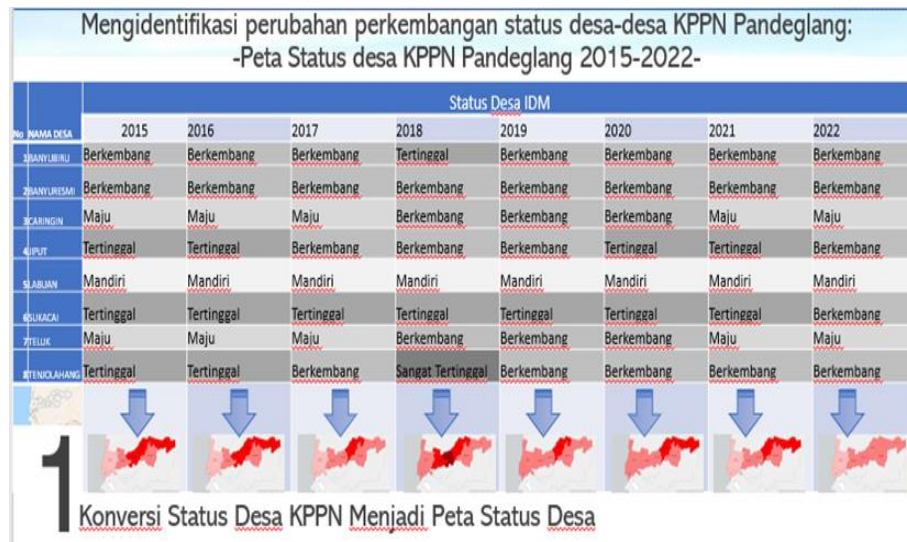 Mengidentifikasi perubahan perkembangan status desa-desa KPPN Pandeglang:
-Peta Status desa KPPN Pandeglang 2015-2022-
Status Desa IDM
No NAMA DESA 2015 2016 2017 2018 2019 2020 2021 2022
1 BANYUBIRU Berkembang Berkembang Berkembang Tertinggal Berkembang Berkembang Berkembang Berkembang
2 BANYURESMI Berkembang Berkembang Berkembang Berkembang Berkembang Berkembang Berkembang Berkembang
3 CARINGIN Maju Maju Maju Berkembang Berkembang Berkembang Maju Maju
4 JIPUT Tertinggal Tertinggal Berkembang Berkembang Berkembang Tertinggal Tertinggal Berkembang
5 LABUAN Mandiri Mandiri Mandiri Mandiri Mandiri Mandiri Mandiri Mandiri
6 SUKACAI Tertinggal Tertinggal Tertinggal Tertinggal Tertinggal Tertinggal Tertinggal Berkembang
7 TELUK Maju Maju Maju Berkembang Berkembang Berkembang Maju Maju
8 TENJOLAHANG Tertinggal Tertinggal Berkembang Sangat Tertinggal Berkembang Berkembang Berkembang Berkembang
1 Konversi Status Desa KPPN Menjadi Peta Status Desa